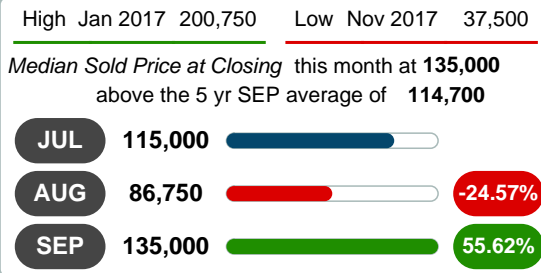 High Jan 2017 200,750 Low Nov 2017 37,500
Median Sold Price at Closing this month at 135,000
above the 5 yr SEP average of 114,700
JUL 115,000
AUG 86,750 -24.57%
SEP 135,000 55.62%